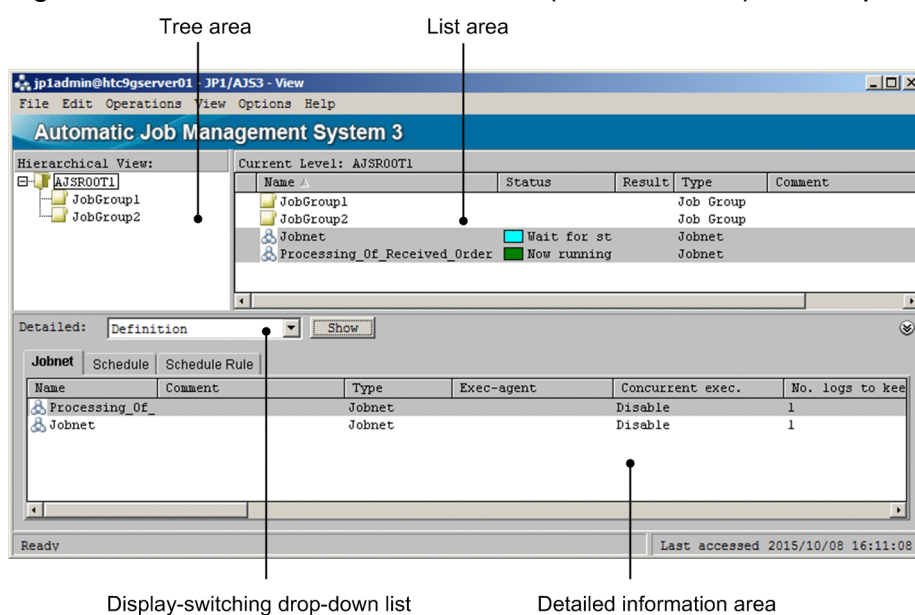 Tree area List area
jp1admin@htc9gserver01 - JP1/AJS3 - View
File Edit Operations View Options Help
Automatic Job Management System 3
Hierarchical View: Current Level: AJSROOT1
AJSROOT1
JobGroup1
JobGroup2
Name Status Result Type Comment
JobGroup1 Job Group
JobGroup2 Job Group
Jobnet Wait for st Jobnet
Processing_Of_Received_Order Now running Jobnet
Detailed: Definition Show
Jobnet Schedule Schedule Rule
Name Comment Type Exec-agent Concurrent exec. No. logs to kee
Processing_Of_ Jobnet Disable 1
Jobnet Jobnet Disable 1
Ready Last accessed 2015/10/08 16:11:08
Display-switching drop-down list Detailed information area